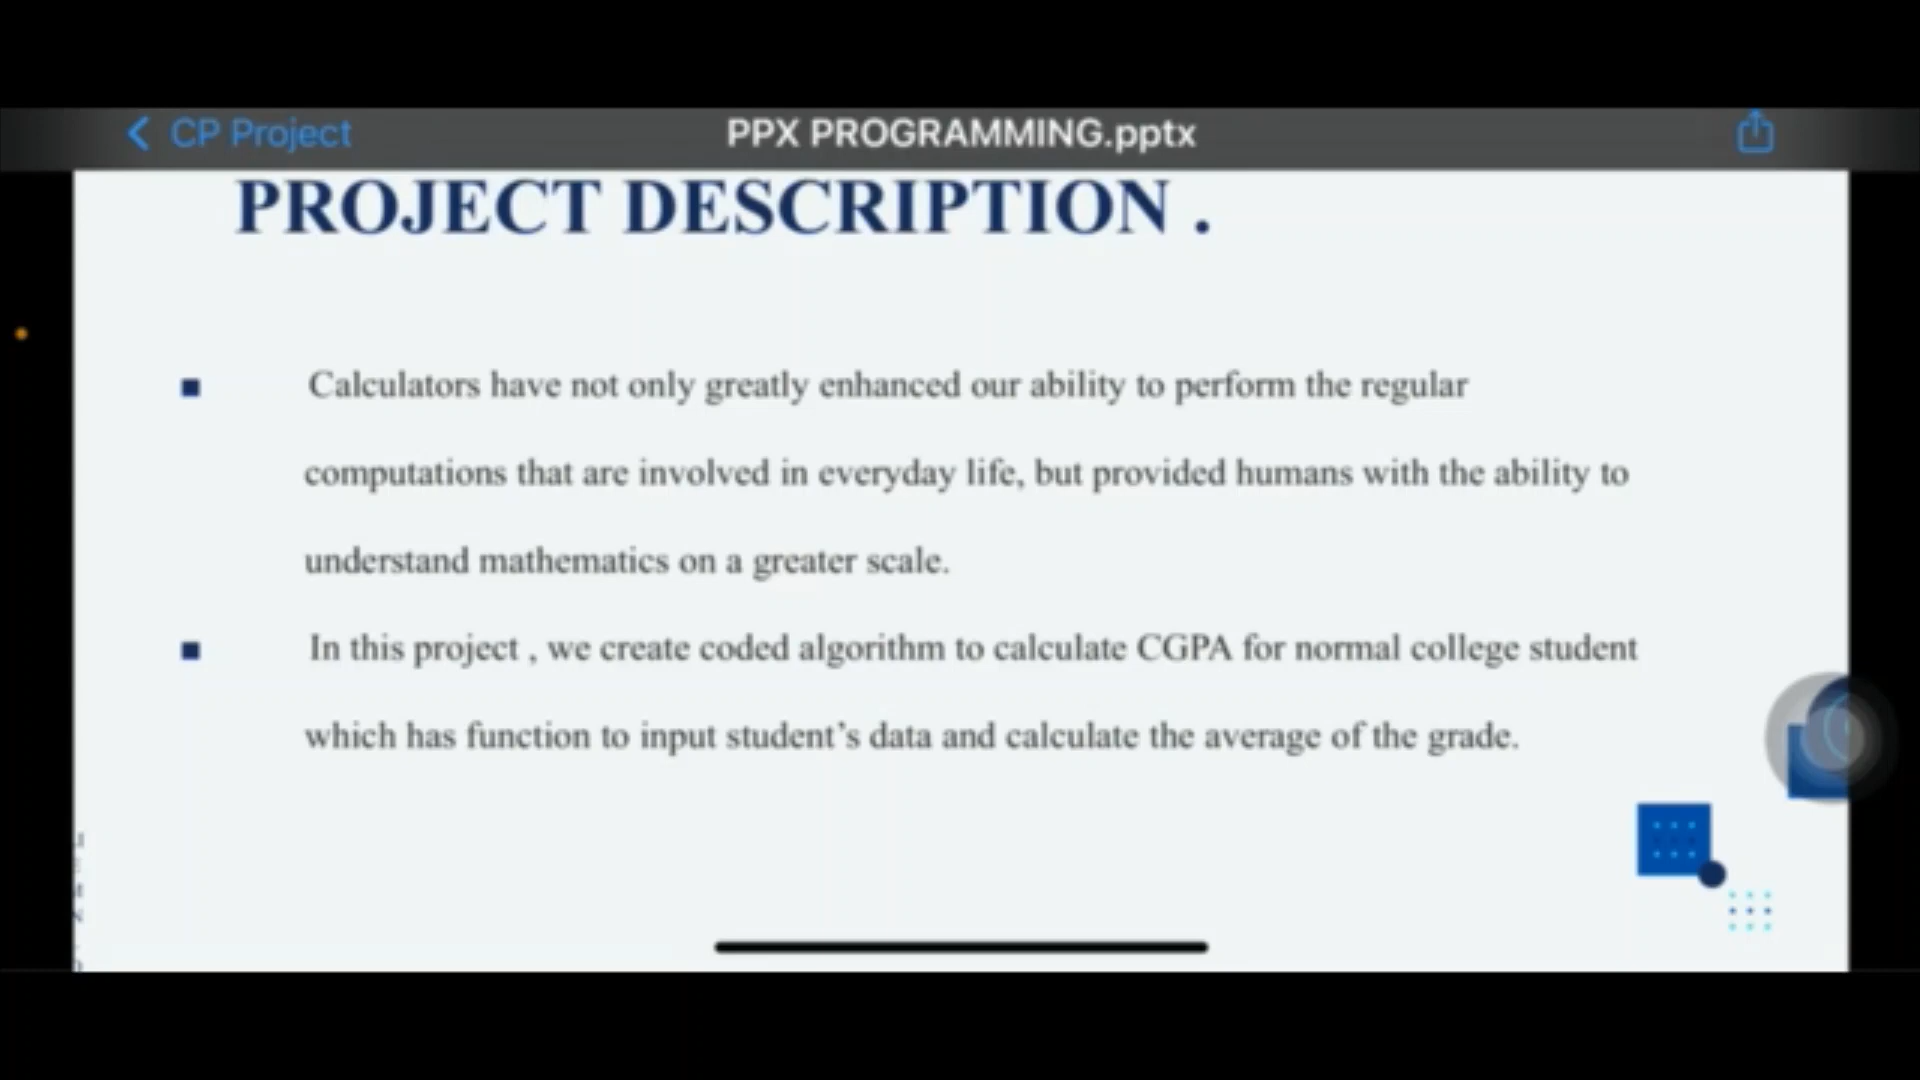 CP Project
PPX PROGRAMMING.pptx
PROJECT DESCRIPTION .
Calculators have not only greatly enhanced our ability to perform the regular
computations that are involved in everyday life, but provided humans with the ability to
understand mathematics on a greater scale.
In this project , we create coded algorithm to calculate CGPA for normal college student
which has function to input student’s data and calculate the average of the grade.